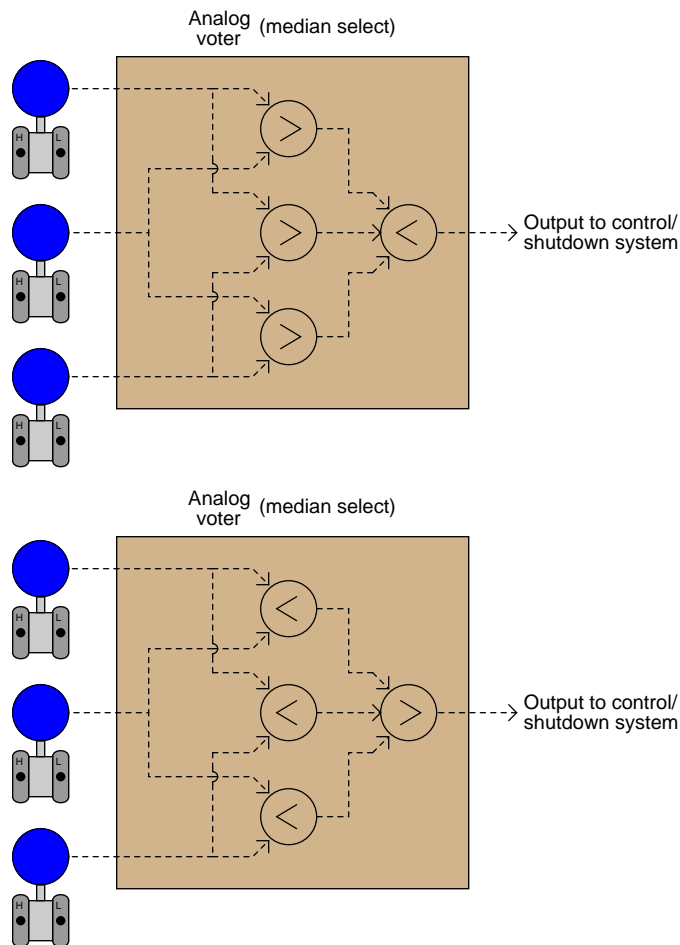 Analog
voter (median select)
H L
>
H L
>
<
Output to control/
shutdown system
>
H L
Analog
voter (median select)
H L
<
H L
<
>
Output to control/
shutdown system
<
H L